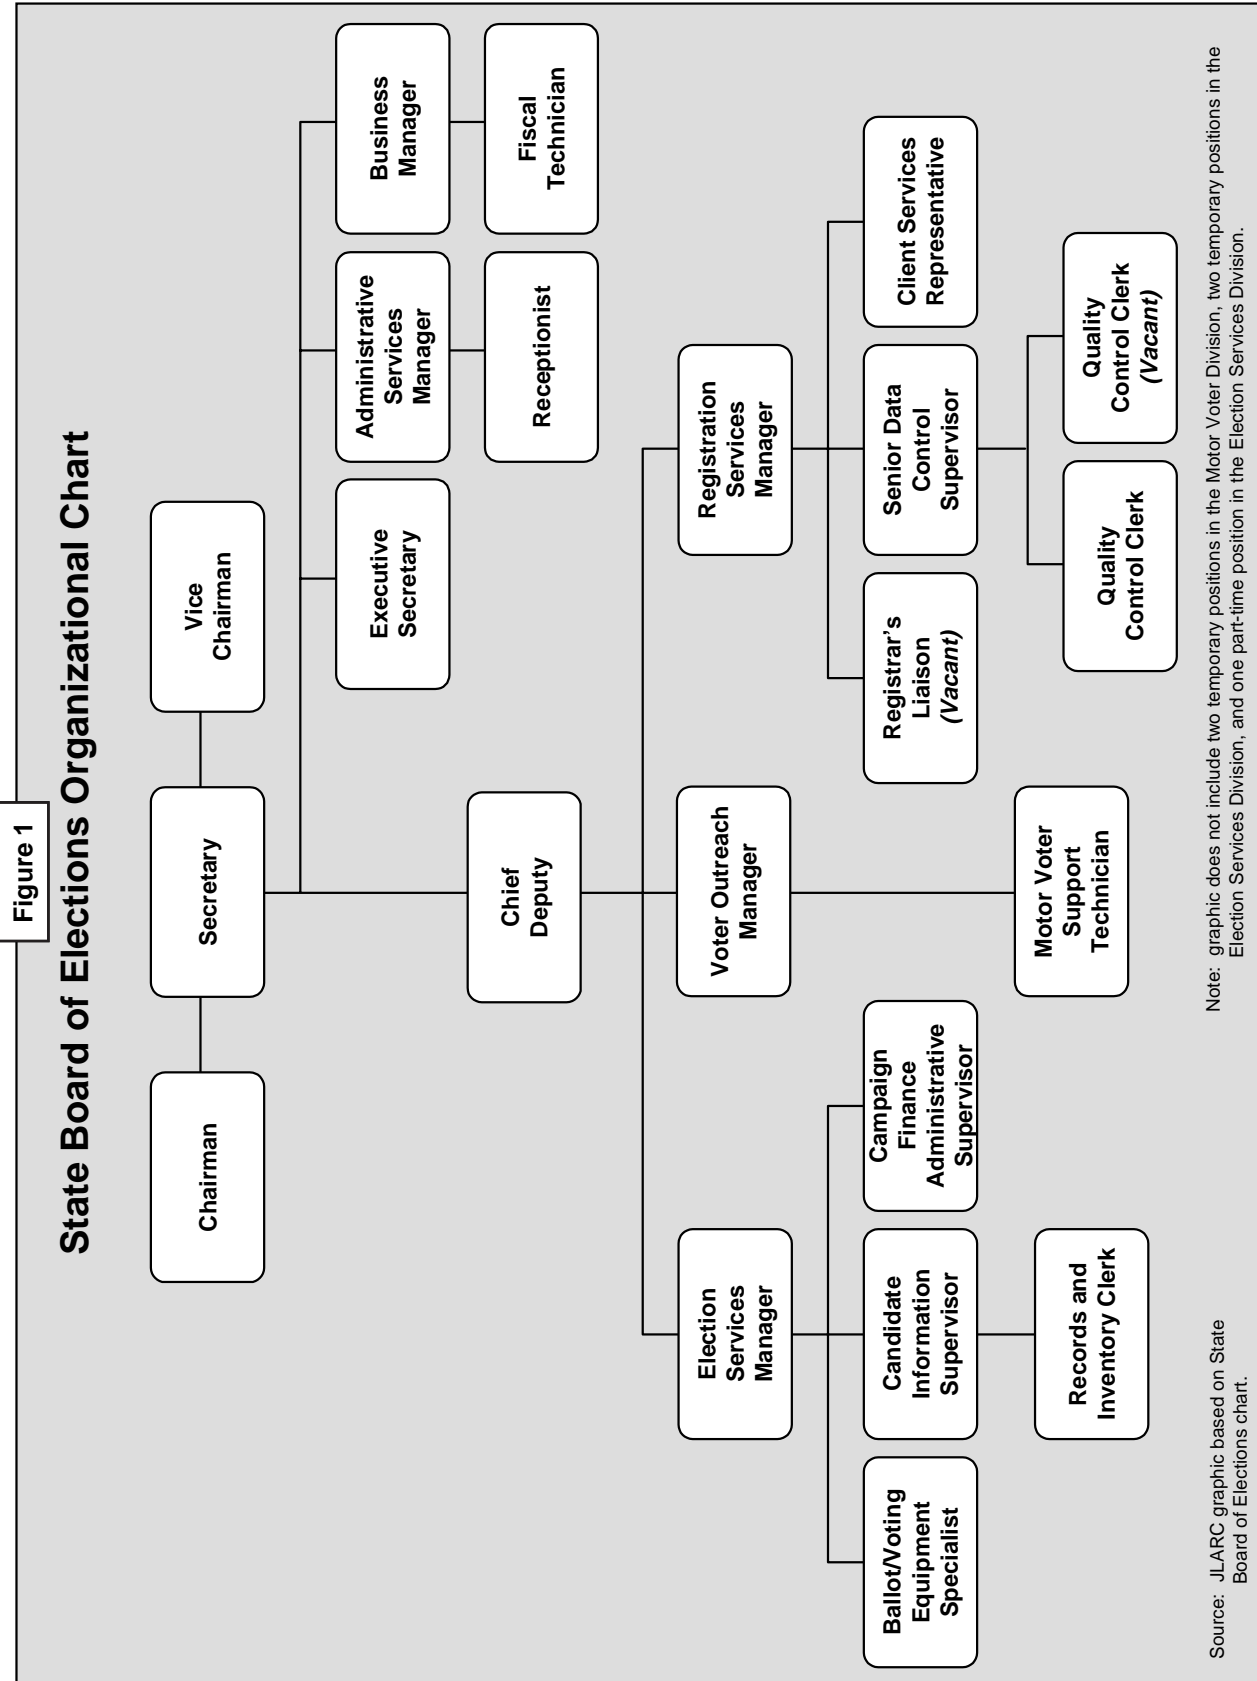 Figure 1
State Board of Elections Organizational Chart
Chairman
Secretary
Vice
Chairman
Executive
Secretary
Administrative
Services
Manager
Business
Manager
Receptionist
Fiscal
Technician
Chief
Deputy
Election
Services
Manager
Voter Outreach
Manager
Registration
Services
Manager
Ballot/Voting
Equipment
Specialist
Candidate
Information
Supervisor
Campaign
Finance
Administrative
Supervisor
Registrar's
Liaison
(Vacant)
Senior Data
Control
Supervisor
Client Services
Representative
Records and
Inventory Clerk
Motor Voter
Support
Technician
Quality
Control Clerk
Quality
Control Clerk
(Vacant)
Source: JLARC graphic based on State
Board of Elections chart.
Note: graphic does not include two temporary positions in the Motor Voter Division, two temporary positions in the
Election Services Division, and one part-time position in the Election Services Division.